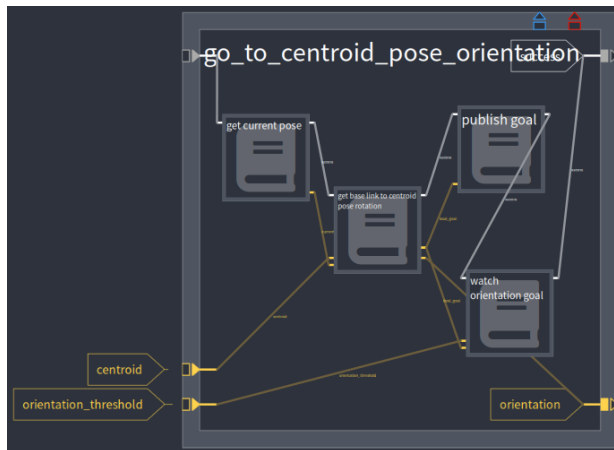 go_to_centroid_pose_orientation
success
get current pose
publish goal
get base link to centroid
pose rotation
watch
orientation goal
centroid
orientation_threshold
orientation_threshold
orientation